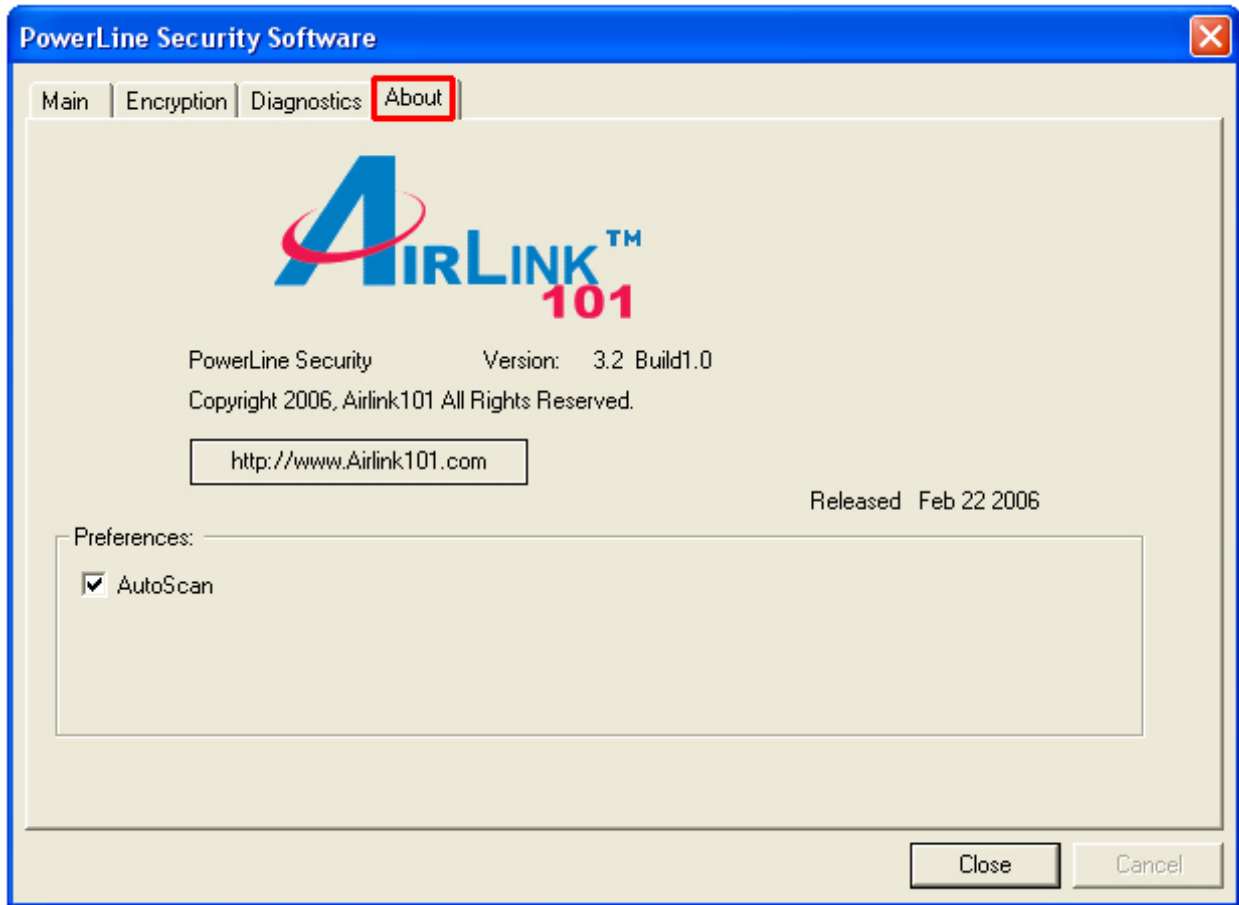 PowerLine Security Software
Main Encryption Diagnostics About
AIRLINK™
101
PowerLine Security Version: 3.2 Build1.0
Copyright 2006, Airlink101 All Rights Reserved.
http://www.Airlink101.com
Released Feb 22 2006
Preferences:
AutoScan
Close Cancel